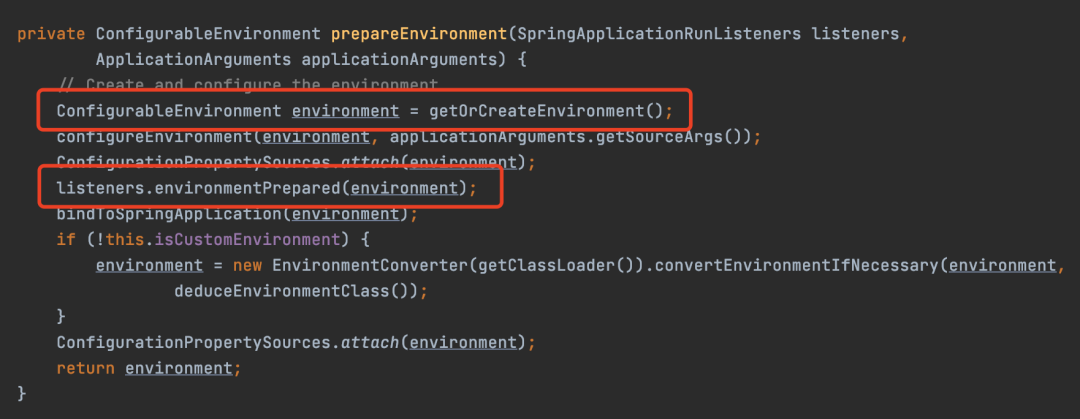 private ConfigurableEnvironment prepareEnvironment(SpringApplicationRunListeners listeners,
ApplicationArguments applicationArguments) {
// Create and configure the environment
ConfigurableEnvironment environment = getOrCreateEnvironment();
configureEnvironment(environment, applicationArguments.getSourceArgs());
ConfigurationPropertySources.attach(environment);
listeners.environmentPrepared(environment);
bindToSpringApplication(environment);
if (!this.isCustomEnvironment) {
environment = new EnvironmentConverter(getClassLoader()).convertEnvironmentIfNecessary(environment,
deduceEnvironmentClass());
}
ConfigurationPropertySources.attach(environment);
return environment;
}